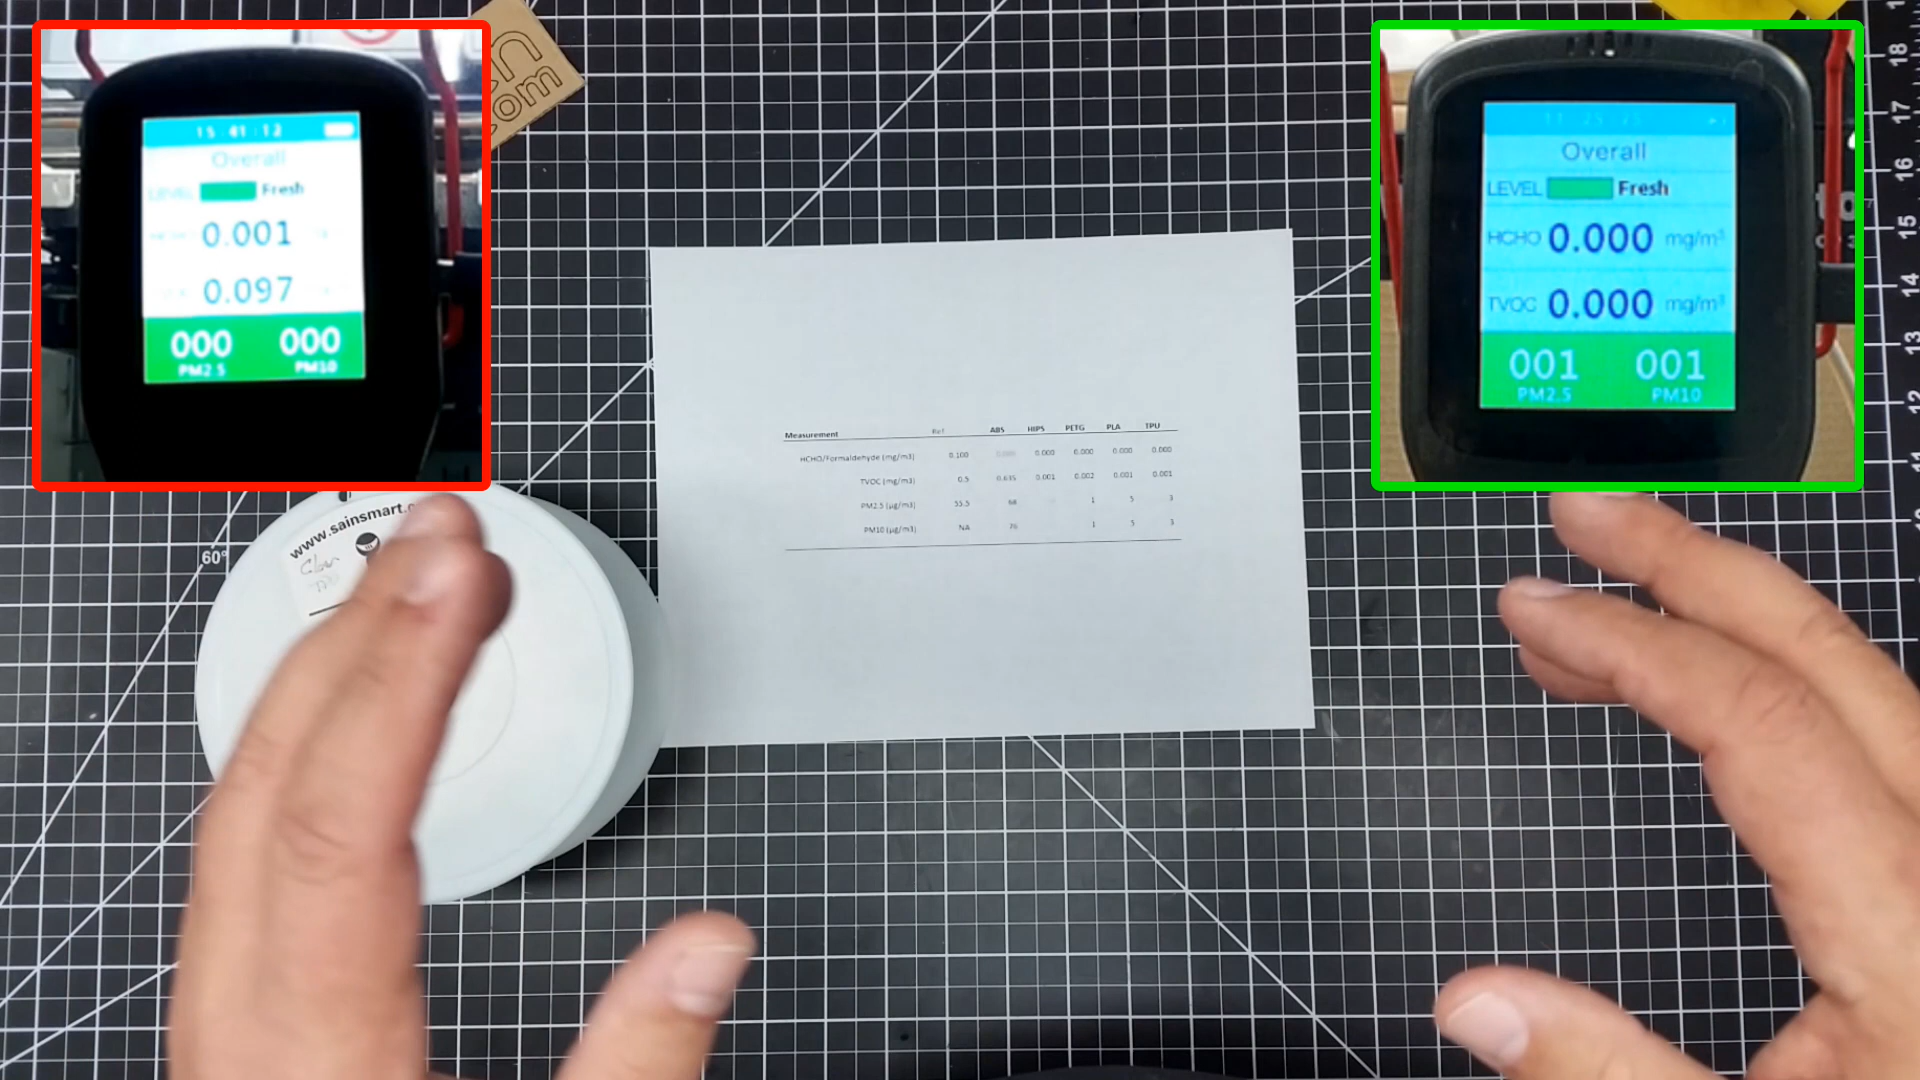 15 41 12
Overall
LEVEL Fresh
0.001
0.097
000 000
PM2.5 PM10
om
Overall
LEVEL Fresh
HCHO 0.000 mg/m³
TVOC 0.000 mg/m³
001 001
PM2.5 PM10
Measurement Ref ABS HIPS PETG PLA TPU
HCHO/Formaldehyde (mg/m3) 0.100 0.000 0.000 0.000 0.000
TVOC (mg/m3) 0.5 0.635 0.001 0.002 0.001 0.001
PM2.5 (µg/m3) 55.5 68 1 5 3
PM10 (µg/m3) NA 76 1 5 3
www.sainsmart.c
60°
18
17
16
15
14
13
12
11